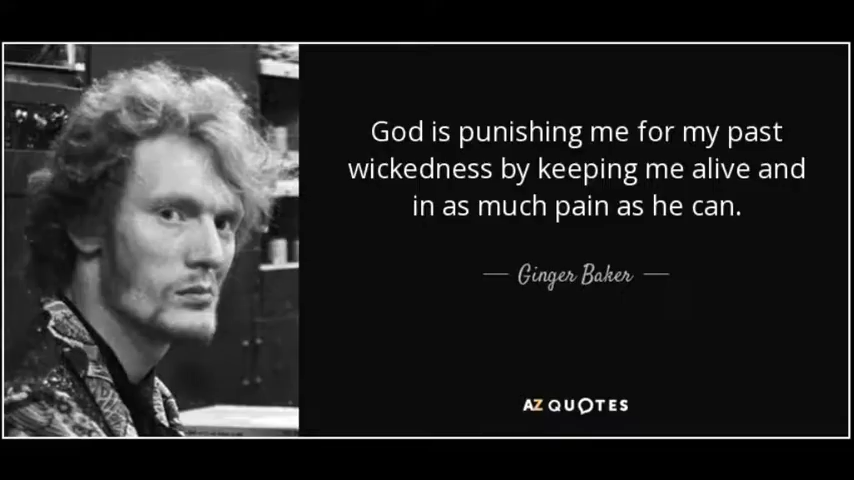 God is punishing me for my past
wickedness by keeping me alive and
in as much pain as he can.
Ginger Baker
AZ QUOTES